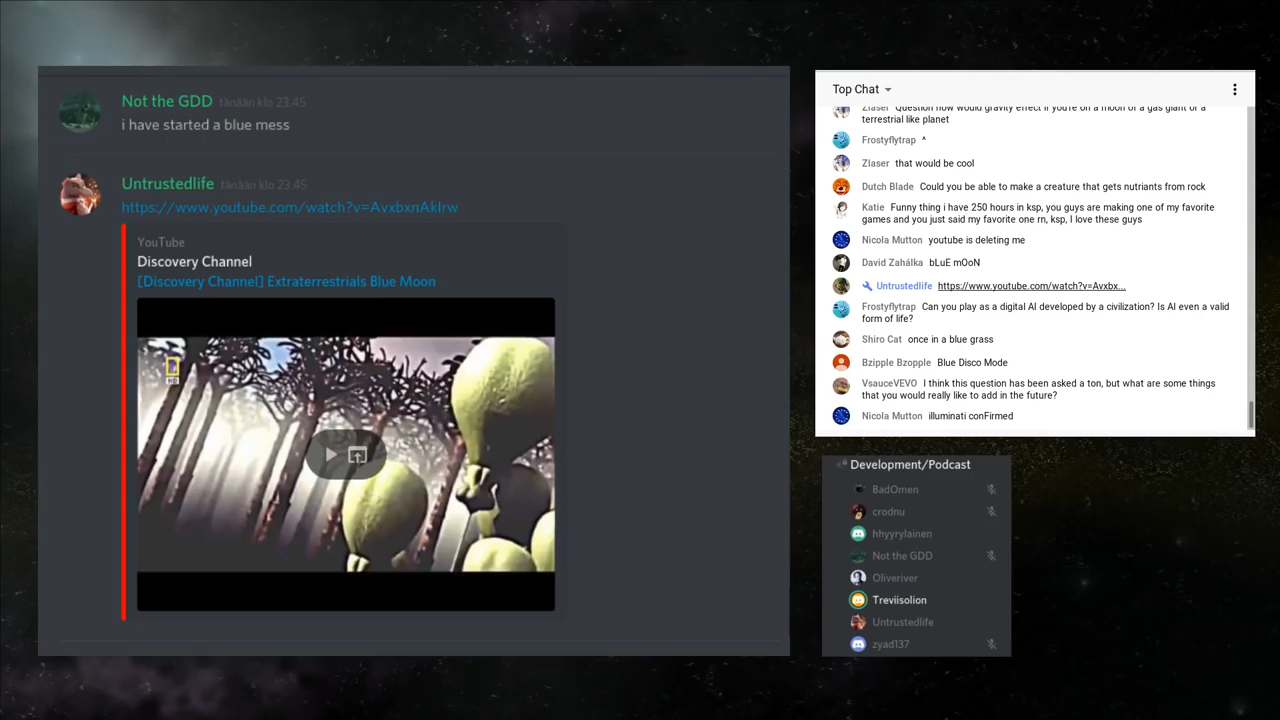 Not the GDD tänään klo 23.45
i have started a blue mess
Untrustedlife tänään klo 23.45
https://www.youtube.com/watch?v=AvxbxnAkIrw
YouTube
Discovery Channel
[Discovery Channel] Extraterrestrials Blue Moon
HD
Top Chat
Zlaser Question how would gravity effect if you're on a moon of a gas giant or a
terrestrial like planet
Frostyflytrap ^
Zlaser that would be cool
Dutch Blade Could you be able to make a creature that gets nutriants from rock
Katie Funny thing i have 250 hours in ksp, you guys are making one of my favorite
games and you just said my favorite one rn, ksp, I love these guys
Nicola Mutton youtube is deleting me
David Zahálka bLuE mOoN
Untrustedlife https://www.youtube.com/watch?v=Avxbx...
Frostyflytrap Can you play as a digital AI developed by a civilization? Is AI even a valid
form of life?
Shiro Cat once in a blue grass
Bzipple Bzopple Blue Disco Mode
VsauceVEVO I think this question has been asked a ton, but what are some things
that you would really like to add in the future?
Nicola Mutton illuminati conFirmed
Development/Podcast
BadOmen
crodnu
hhyyrylainen
Not the GDD
Oliveriver
Treviisolion
Untrustedlife
zyad137